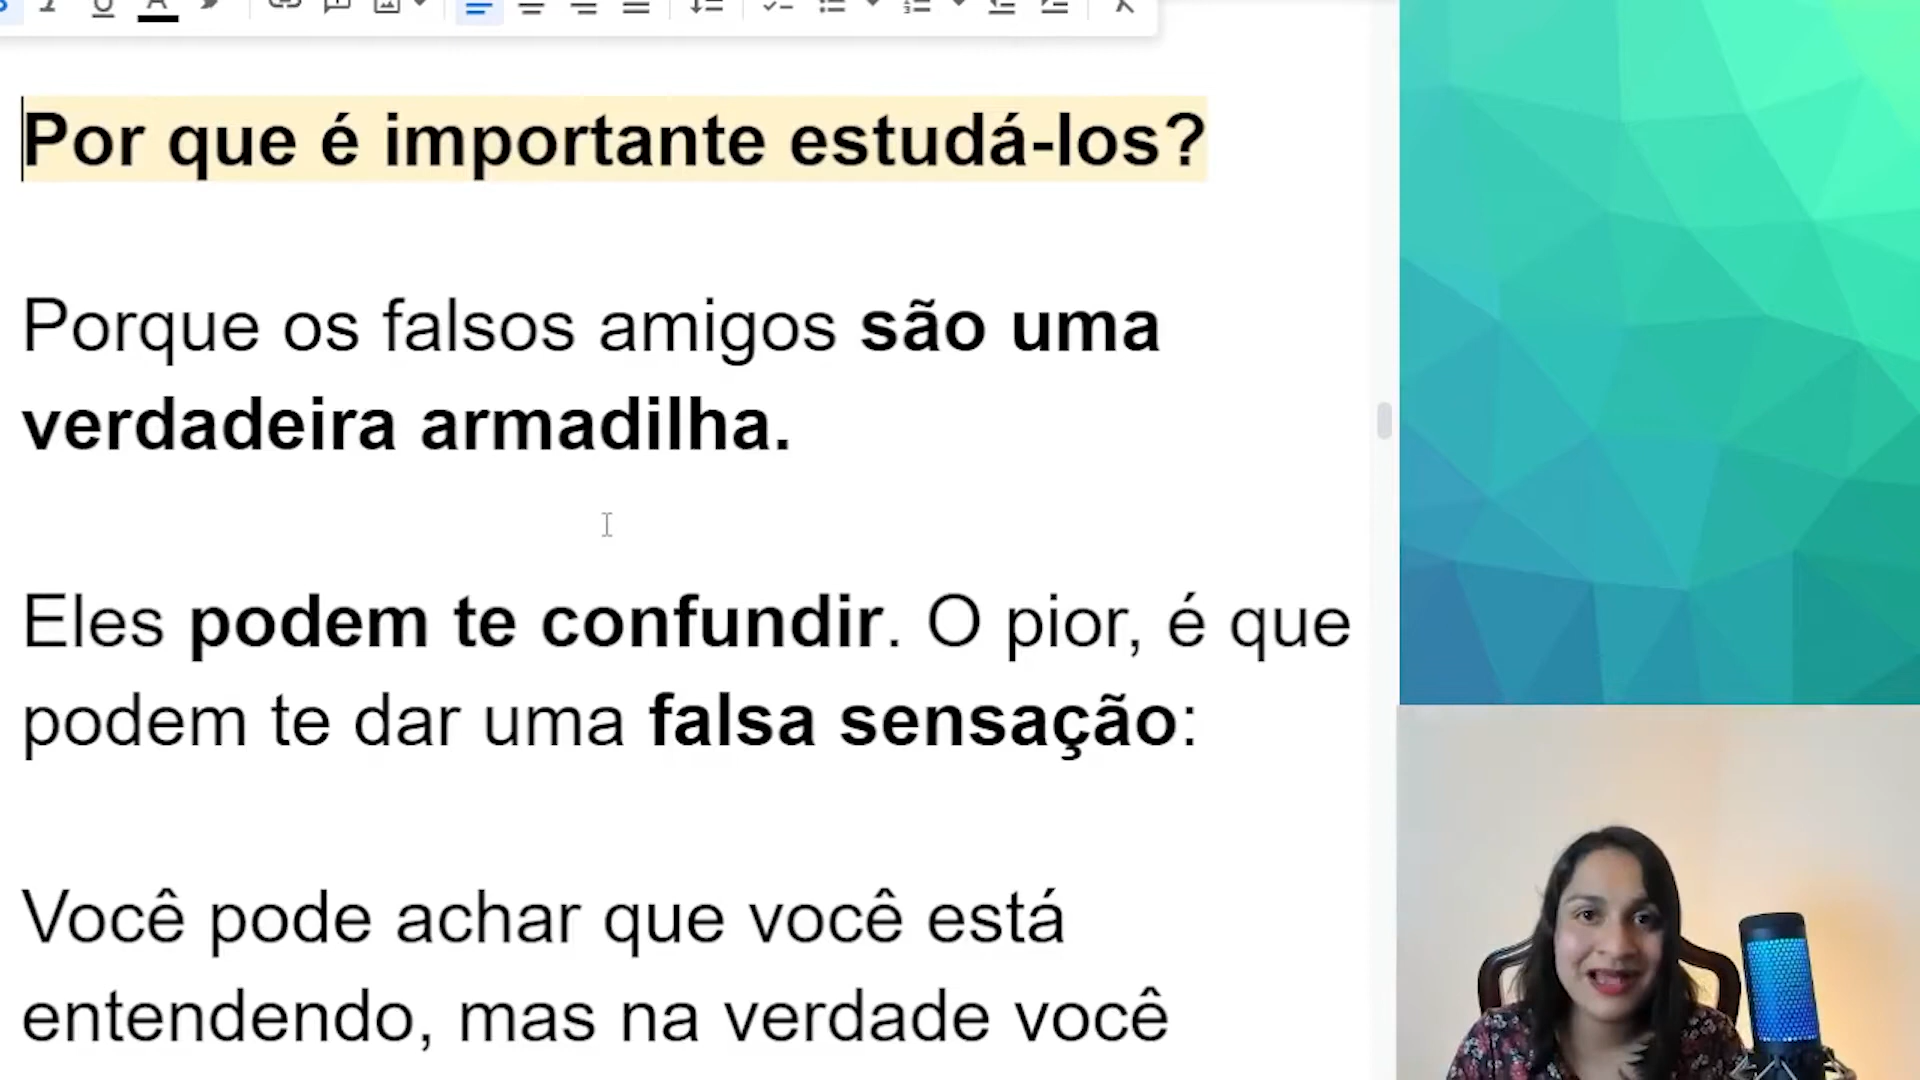 Por que é importante estudá-los?
Porque os falsos amigos são uma
verdadeira armadilha.
Eles podem te confundir. O pior, é que
podem te dar uma falsa sensação:
Você pode achar que você está
entendendo, mas na verdade você